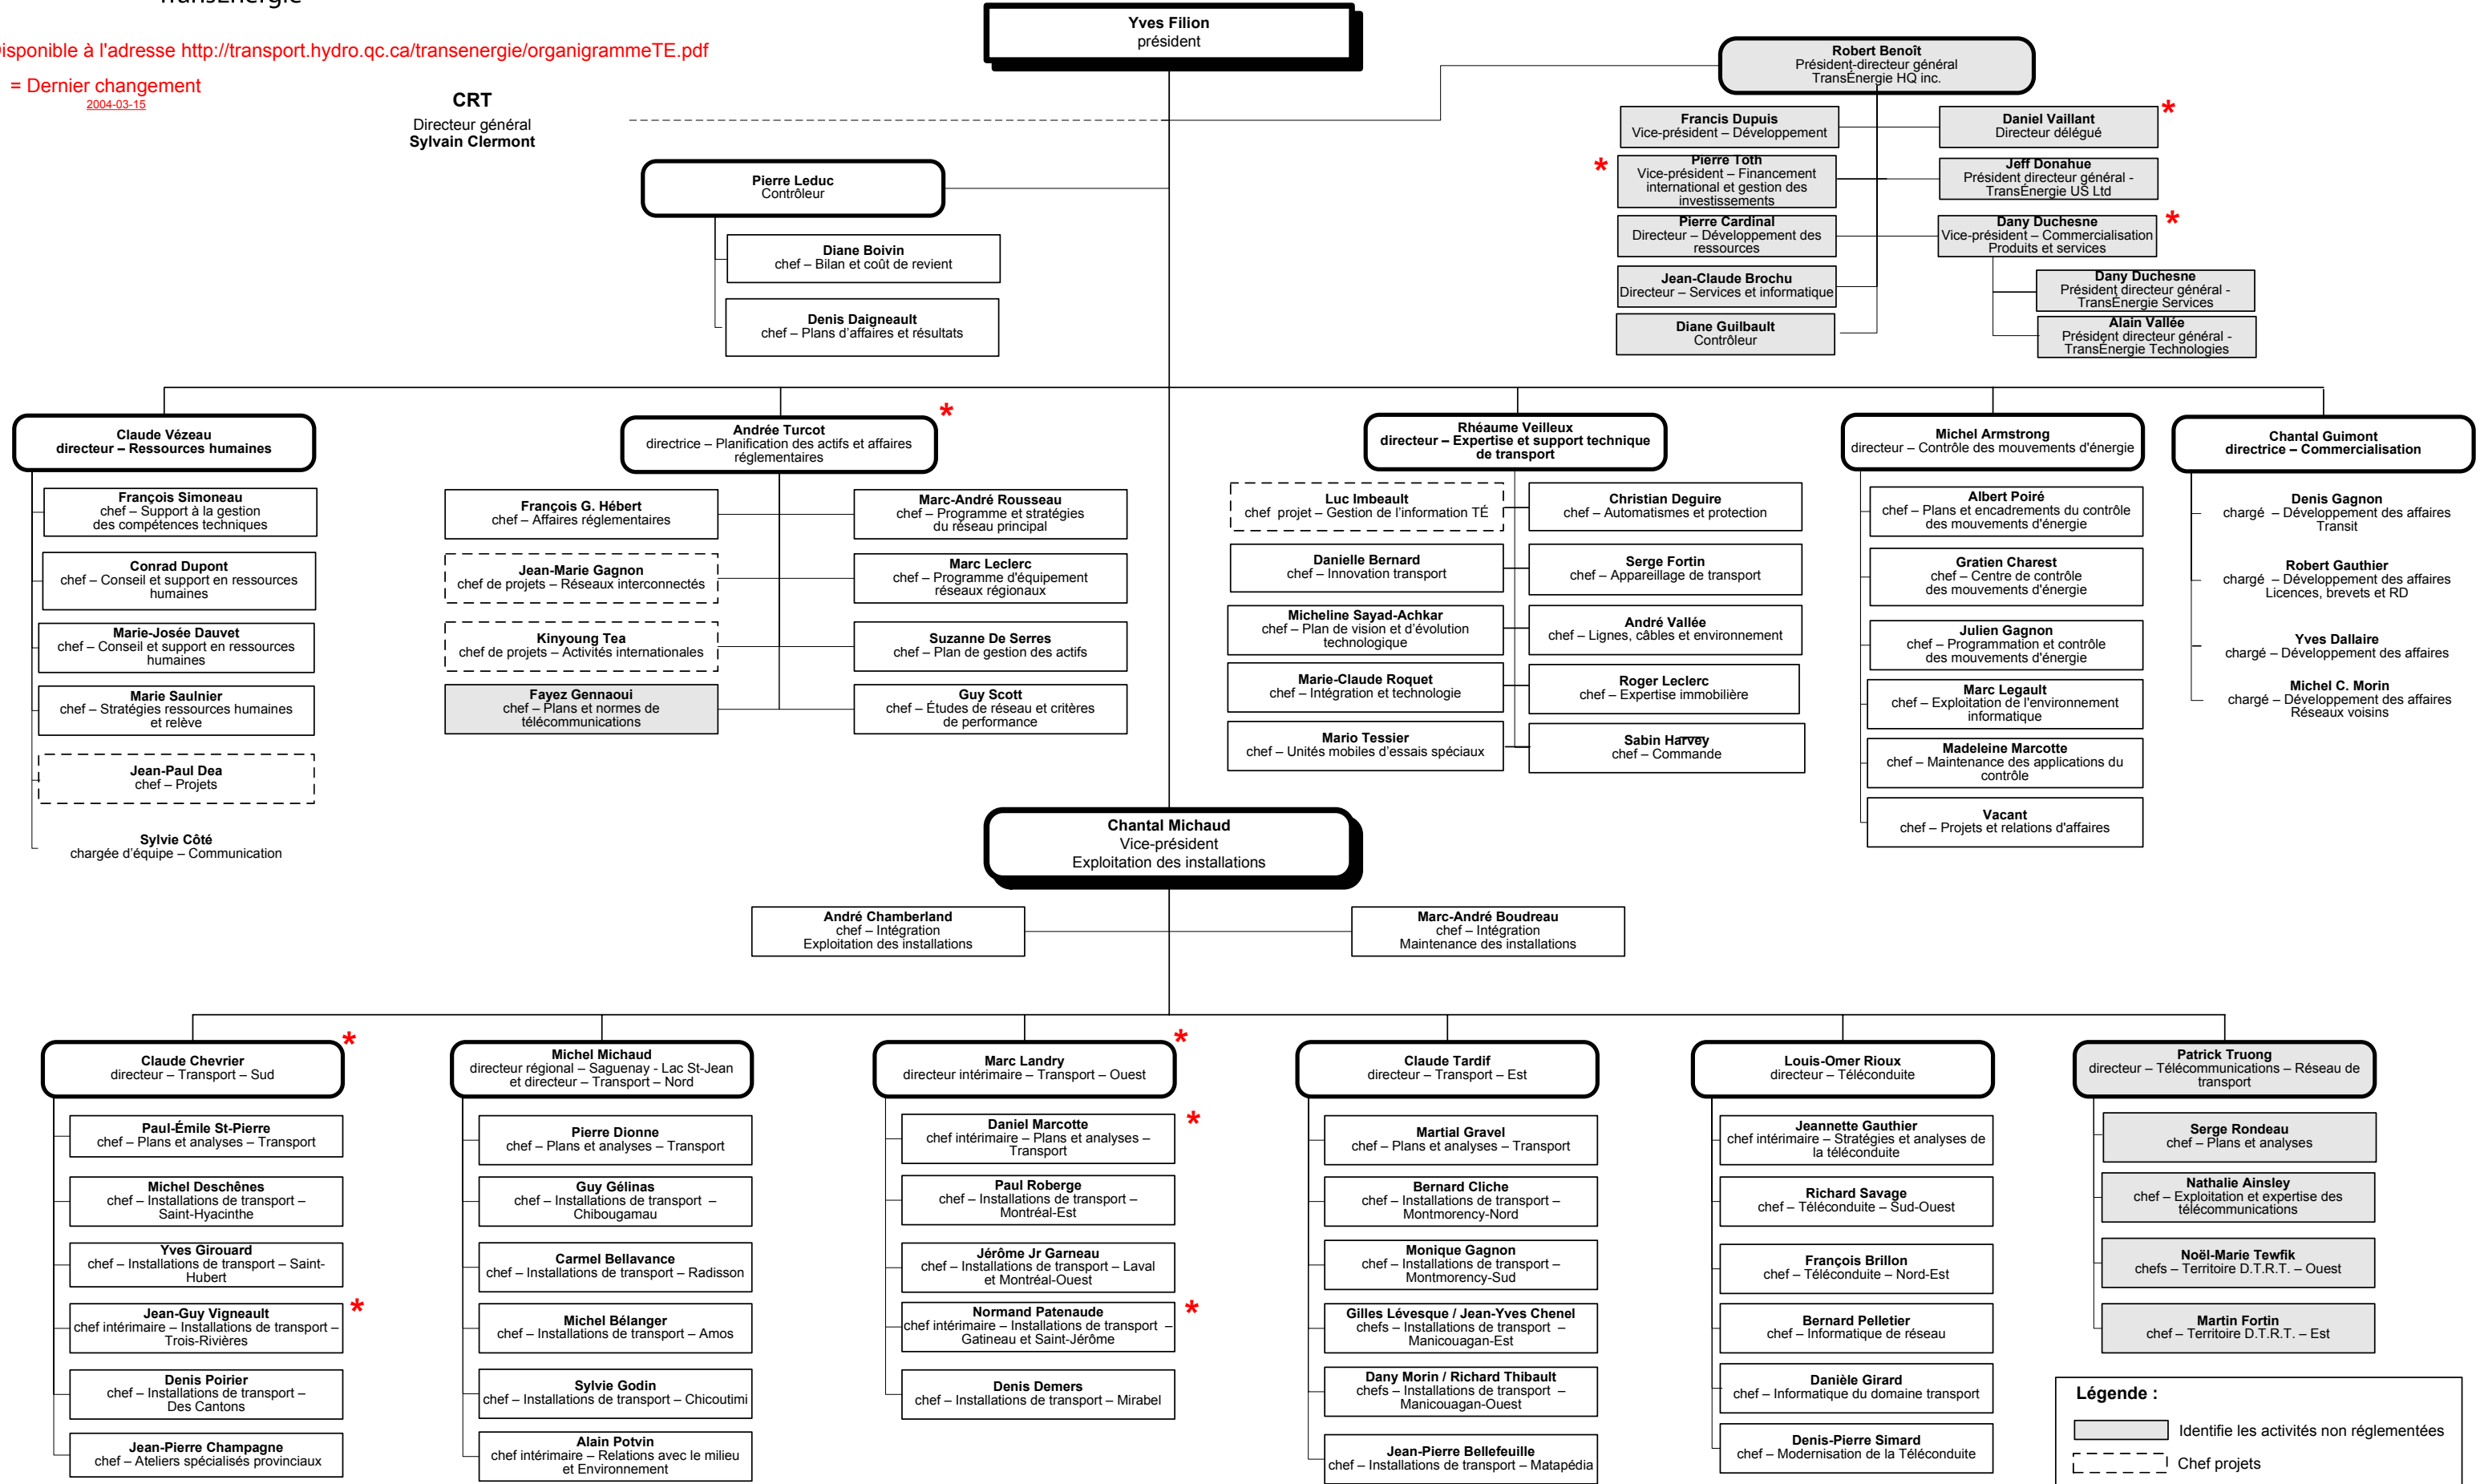 TransÉnergie
Disponible à l'adresse http://transport.hydro.qc.ca/transenergie/organigrammeTE.pdf
= Dernier changement
2004-03-15
CRT
Directeur général
Sylvain Clermont
Yves Filion
président
Robert Benoît
Président-directeur général
TransÉnergie HQ inc.
Francis Dupuis
Vice-président – Développement
Daniel Vaillant
Directeur délégué
*
*
Pierre Toth
Vice-président – Financement
international et gestion des
investissements
Jeff Donahue
Président directeur général -
TransÉnergie US Ltd
Pierre Cardinal
Directeur – Développement des
ressources
Dany Duchesne
Vice-président – Commercialisation
Produits et services
*
Jean-Claude Brochu
Directeur – Services et informatique
Dany Duchesne
Président directeur général -
TransÉnergie Services
Diane Guilbault
Contrôleur
Alain Vallée
Président directeur général -
TransÉnergie Technologies
Pierre Leduc
Contrôleur
Diane Boivin
chef – Bilan et coût de revient
Denis Daigneault
chef – Plans d'affaires et résultats
Claude Vézeau
directeur – Ressources humaines
François Simoneau
chef – Support à la gestion
des compétences techniques
Conrad Dupont
chef – Conseil et support en ressources
humaines
Marie-Josée Dauvet
chef – Conseil et support en ressources
humaines
Marie Saulnier
chef – Stratégies ressources humaines
et relève
Jean-Paul Dea
chef – Projets
Sylvie Côté
chargée d'équipe – Communication
*
Andrée Turcot
directrice – Planification des actifs et affaires
réglementaires
François G. Hébert
chef – Affaires réglementaires
Marc-André Rousseau
chef – Programme et stratégies
du réseau principal
Jean-Marie Gagnon
chef de projets – Réseaux interconnectés
Marc Leclerc
chef – Programme d'équipement
réseaux régionaux
Kinyoung Tea
chef de projets – Activités internationales
Suzanne De Serres
chef – Plan de gestion des actifs
Fayez Gennaoui
chef – Plans et normes de
télécommunications
Guy Scott
chef – Études de réseau et critères
de performance
Rhéaume Veilleux
directeur – Expertise et support technique
de transport
Luc Imbeault
chef  projet – Gestion de l'information TÉ
Christian Deguire
chef – Automatismes et protection
Danielle Bernard
chef – Innovation transport
Serge Fortin
chef – Appareillage de transport
Micheline Sayad-Achkar
chef – Plan de vision et d'évolution
technologique
André Vallée
chef – Lignes, câbles et environnement
Marie-Claude Roquet
chef – Intégration et technologie
Roger Leclerc
chef – Expertise immobilière
Mario Tessier
chef – Unités mobiles d'essais spéciaux
Sabin Harvey
chef – Commande
Michel Armstrong
directeur – Contrôle des mouvements d'énergie
Albert Poiré
chef – Plans et encadrements du contrôle
des mouvements d'énergie
Gratien Charest
chef – Centre de contrôle
des mouvements d'énergie
Julien Gagnon
chef – Programmation et contrôle
des mouvements d'énergie
Marc Legault
chef – Exploitation de l'environnement
informatique
Madeleine Marcotte
chef – Maintenance des applications du
contrôle
Vacant
chef – Projets et relations d'affaires
Chantal Guimont
directrice – Commercialisation
Denis Gagnon
chargé  – Développement des affaires
Transit
Robert Gauthier
chargé  – Développement des affaires
Licences, brevets et RD
Yves Dallaire
chargé – Développement des affaires
Michel C. Morin
chargé – Développement des affaires
Réseaux voisins
Chantal Michaud
Vice-président
Exploitation des installations
André Chamberland
chef – Intégration
Exploitation des installations
Marc-André Boudreau
chef – Intégration
Maintenance des installations
*
Claude Chevrier
directeur – Transport – Sud
Paul-Émile St-Pierre
chef – Plans et analyses – Transport
Michel Deschênes
chef – Installations de transport –
Saint-Hyacinthe
Yves Girouard
chef – Installations de transport – Saint-
Hubert
*
Jean-Guy Vigneault
chef intérimaire – Installations de transport –
Trois-Rivières
Denis Poirier
chef – Installations de transport –
Des Cantons
Jean-Pierre Champagne
chef – Ateliers spécialisés provinciaux
Michel Michaud
directeur régional – Saguenay - Lac St-Jean
et directeur – Transport – Nord
Pierre Dionne
chef – Plans et analyses – Transport
Guy Gélinas
chef – Installations de transport  –
Chibougamau
Carmel Bellavance
chef – Installations de transport – Radisson
Michel Bélanger
chef – Installations de transport – Amos
Sylvie Godin
chef – Installations de transport – Chicoutimi
Alain Potvin
chef intérimaire – Relations avec le milieu
et Environnement
*
Marc Landry
directeur intérimaire – Transport – Ouest
*
Daniel Marcotte
chef intérimaire – Plans et analyses –
Transport
Paul Roberge
chef – Installations de transport –
Montréal-Est
Jérôme Jr Garneau
chef – Installations de transport – Laval
et Montréal-Ouest
*
Normand Patenaude
chef intérimaire – Installations de transport  –
Gatineau et Saint-Jérôme
Denis Demers
chef – Installations de transport – Mirabel
Claude Tardif
directeur – Transport – Est
Martial Gravel
chef – Plans et analyses – Transport
Bernard Cliche
chef – Installations de transport –
Montmorency-Nord
Monique Gagnon
chef – Installations de transport –
Montmorency-Sud
Gilles Lévesque / Jean-Yves Chenel
chefs – Installations de transport  –
Manicouagan-Est
Dany Morin / Richard Thibault
chefs – Installations de transport  –
Manicouagan-Ouest
Jean-Pierre Bellefeuille
chef – Installations de transport – Matapédia
Louis-Omer Rioux
directeur – Téléconduite
Jeannette Gauthier
chef intérimaire – Stratégies et analyses de
la téléconduite
Richard Savage
chef – Téléconduite – Sud-Ouest
François Brillon
chef – Téléconduite – Nord-Est
Bernard Pelletier
chef – Informatique de réseau
Danièle Girard
chef – Informatique du domaine transport
Denis-Pierre Simard
chef – Modernisation de la Téléconduite
Patrick Truong
directeur – Télécommunications – Réseau de
transport
Serge Rondeau
chef – Plans et analyses
Nathalie Ainsley
chef – Exploitation et expertise des
télécommunications
Noël-Marie Tewfik
chefs – Territoire D.T.R.T. – Ouest
Martin Fortin
chef – Territoire D.T.R.T. – Est
Légende :
Identifie les activités non réglementées
Chef projets